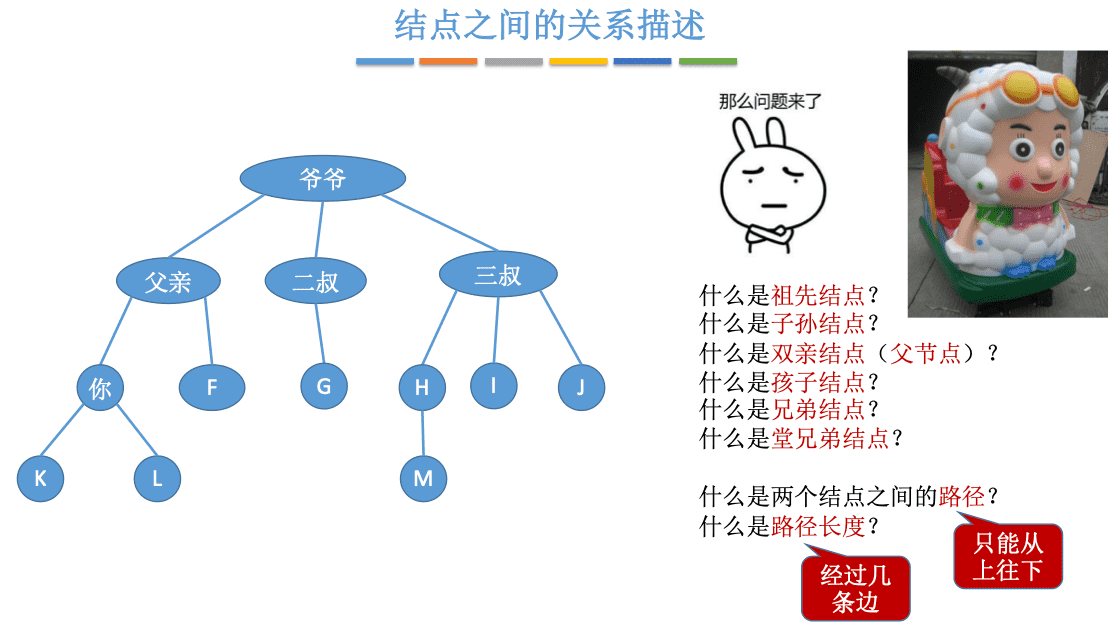 结点之间的关系描述
那么问题来了
爷爷
父亲
二叔
三叔
你
F
G
H
I
J
K
L
M
什么是祖先结点？
什么是子孙结点？
什么是双亲结点（父节点）？
什么是孩子结点？
什么是兄弟结点？
什么是堂兄弟结点？
什么是两个结点之间的路径？
什么是路径长度？
只能从
上往下
经过几
条边